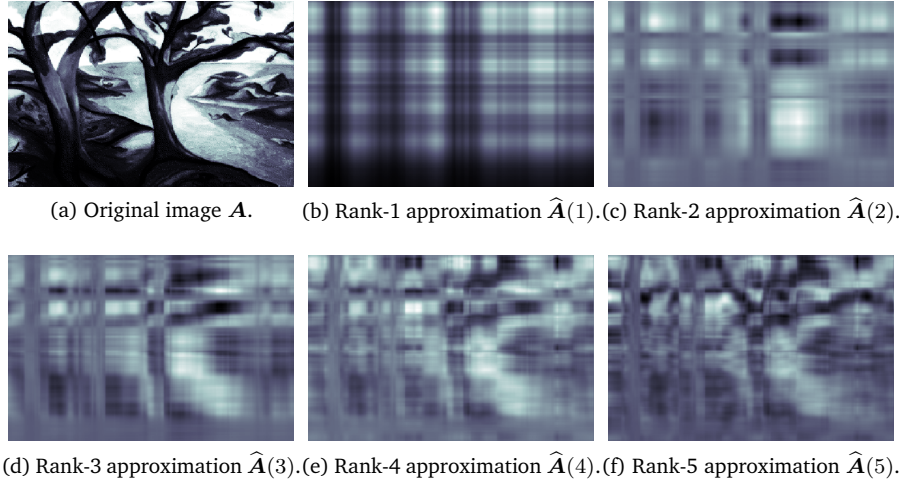 (a) Original image A.
(b) Rank-1 approximation Â(1).
(c) Rank-2 approximation Â(2).
(d) Rank-3 approximation Â(3).
(e) Rank-4 approximation Â(4).
(f) Rank-5 approximation Â(5).